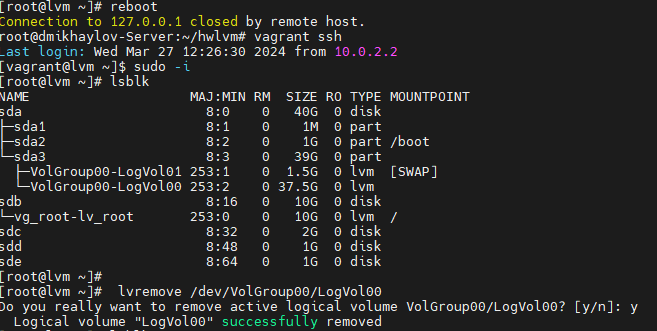 [root@lvm ~]# reboot
Connection to 127.0.0.1 closed by remote host.
root@dmikhaylov-Server:~/hwlvm# vagrant ssh
Last login: Wed Mar 27 12:26:30 2024 from 10.0.2.2
[vagrant@lvm ~]$ sudo -i
[root@lvm ~]# lsblk
NAME                    MAJ:MIN RM  SIZE RO TYPE MOUNTPOINT
sda                       8:0    0   40G  0 disk
├─sda1                    8:1    0    1M  0 part
├─sda2                    8:2    0    1G  0 part /boot
└─sda3                    8:3    0   39G  0 part
  ├─VolGroup00-LogVol01 253:1    0  1.5G  0 lvm  [SWAP]
  └─VolGroup00-LogVol00 253:2    0 37.5G  0 lvm
sdb                       8:16   0   10G  0 disk
└─vg_root-lv_root       253:0    0   10G  0 lvm  /
sdc                       8:32   0    2G  0 disk
sdd                       8:48   0    1G  0 disk
sde                       8:64   0    1G  0 disk
[root@lvm ~]#
[root@lvm ~]#  lvremove /dev/VolGroup00/LogVol00
Do you really want to remove active logical volume VolGroup00/LogVol00? [y/n]: y
  Logical volume "LogVol00" successfully removed